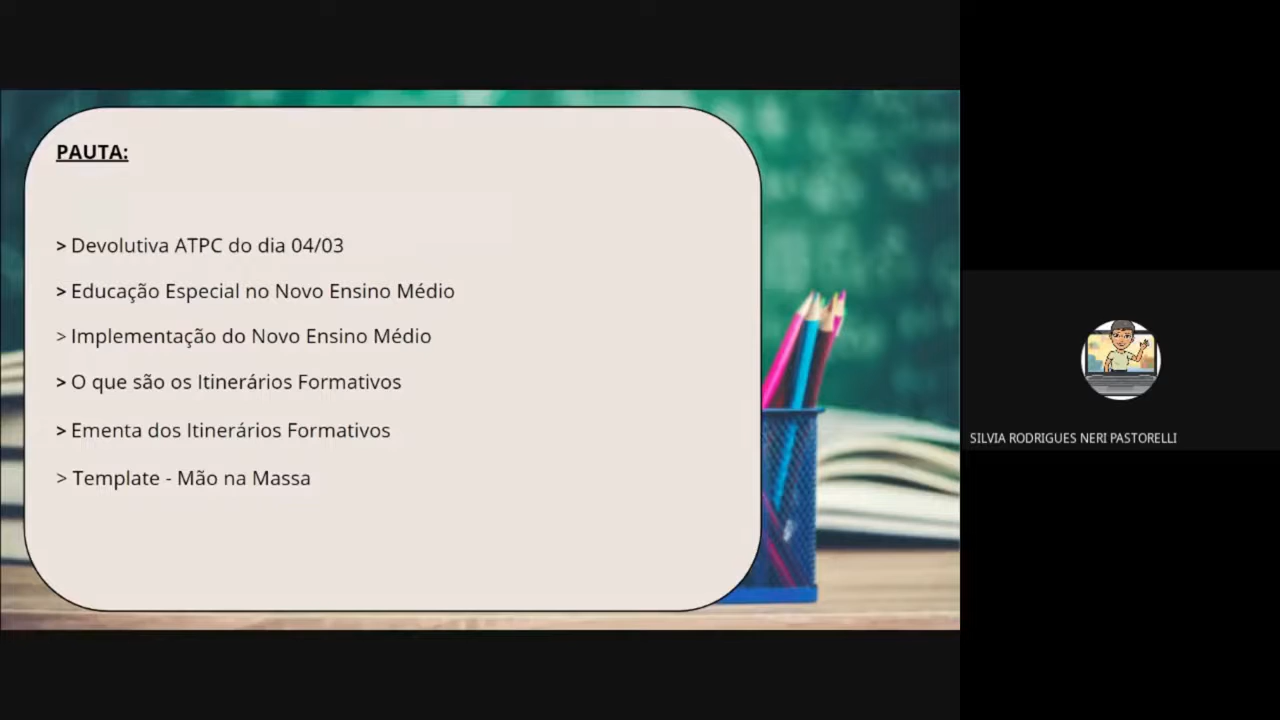 PAUTA:
> Devolutiva ATPC do dia 04/03
> Educação Especial no Novo Ensino Médio
> Implementação do Novo Ensino Médio
> O que são os Itinerários Formativos
> Ementa dos Itinerários Formativos
> Template - Mão na Massa
SILVIA RODRIGUES NERI PASTORELLI